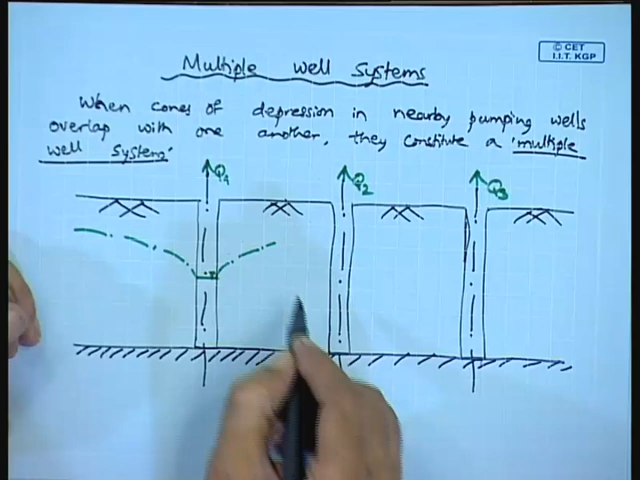 © CET
I.I.T. KGP
Multiple well Systems
When cones of depression in nearby pumping wells
overlap with one another, they constitute a 'multiple
well System'
Q1 Q2 Q3